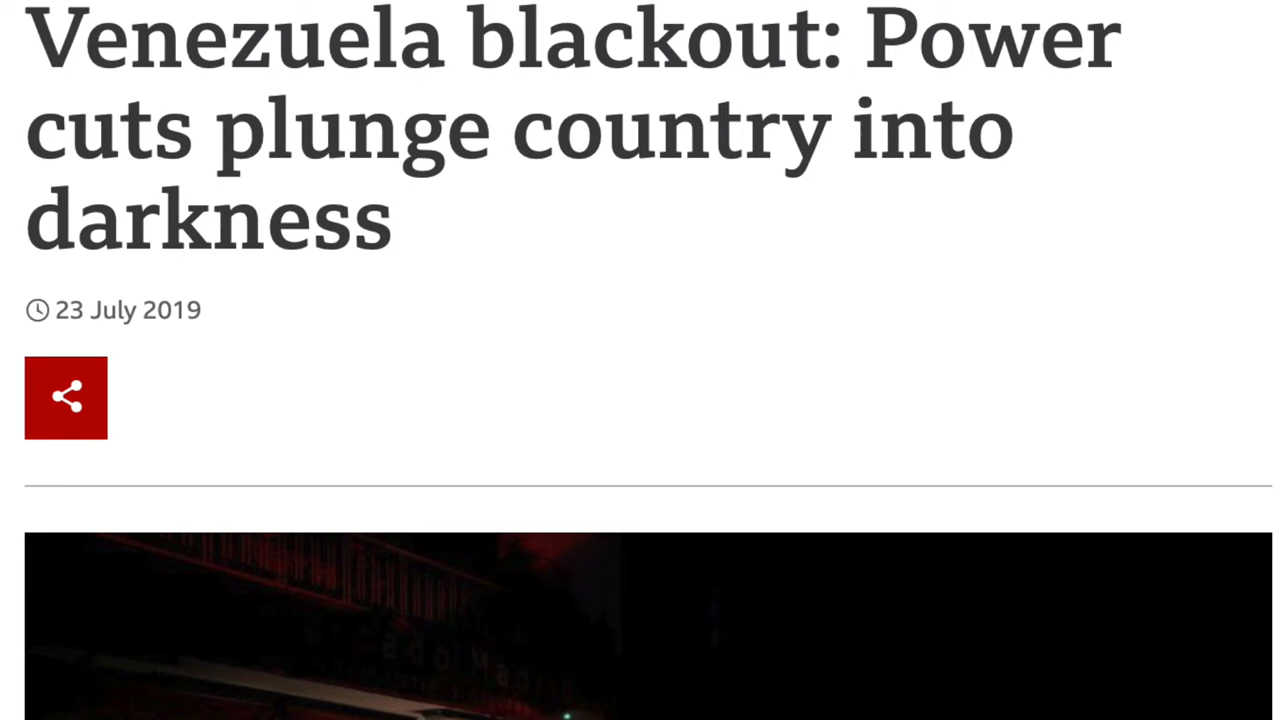 Venezuela blackout: Power
cuts plunge country into
darkness
23 July 2019